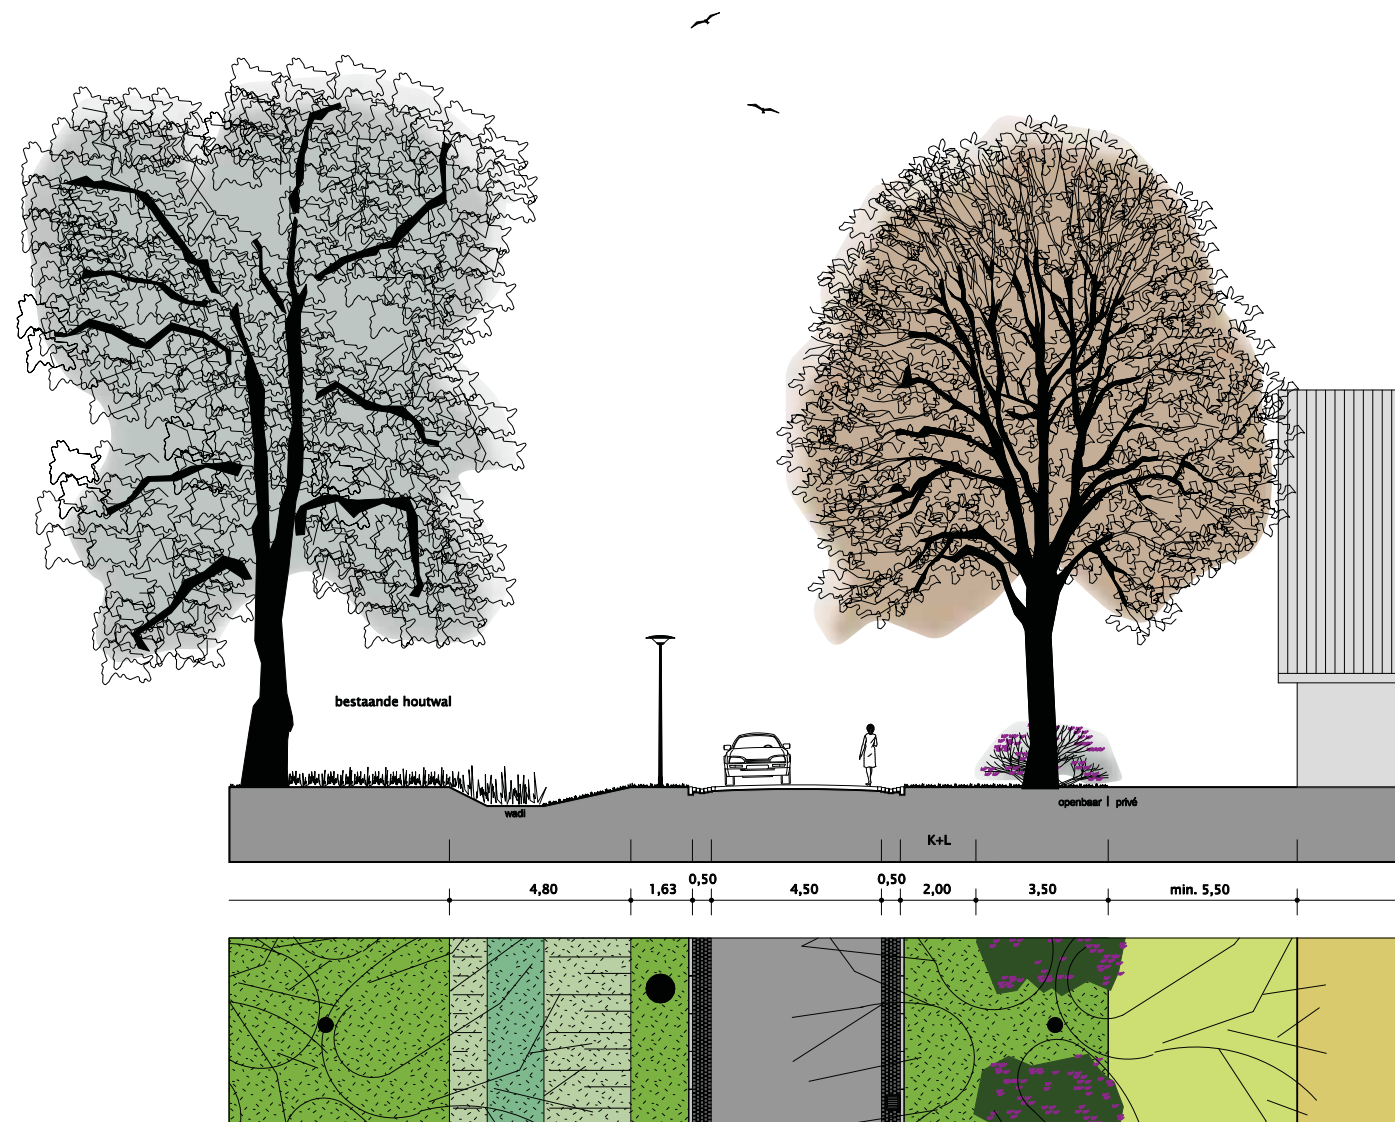 bestaande houtwal
wadi
openbaar | privé
K+L
4,80 1,63 0,50 4,50 0,50 2,00 3,50 min. 5,50